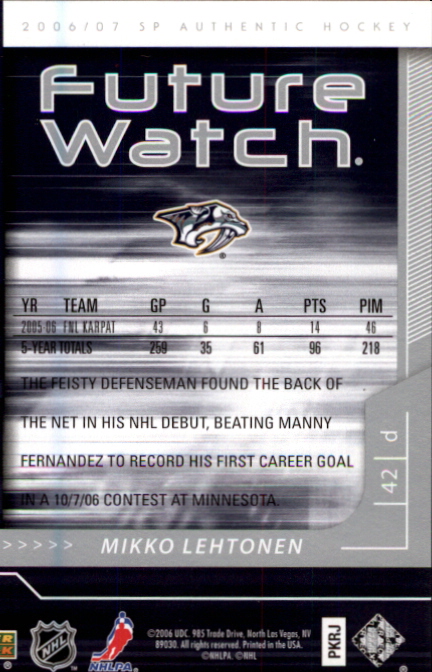 2006/07 SP AUTHENTIC HOCKEY
Future
Watch.
YR TEAM GP G A PTS PIM
2005-06 FNL KARPAT 43 6 8 14 46
5-YEAR TOTALS 259 35 61 96 218
THE FEISTY DEFENSEMAN FOUND THE BACK OF
THE NET IN HIS NHL DEBUT, BEATING MANNY
FERNANDEZ TO RECORD HIS FIRST CAREER GOAL
IN A 10/7/06 CONTEST AT MINNESOTA.
42 d
>>>>> MIKKO LEHTONEN
NHL
NHLPA.
©2006 UDC. 985 Trade Drive, North Las Vegas, NV
89030. All rights reserved. Printed in the USA.
©NHLPA. ©NHL
PKRJ